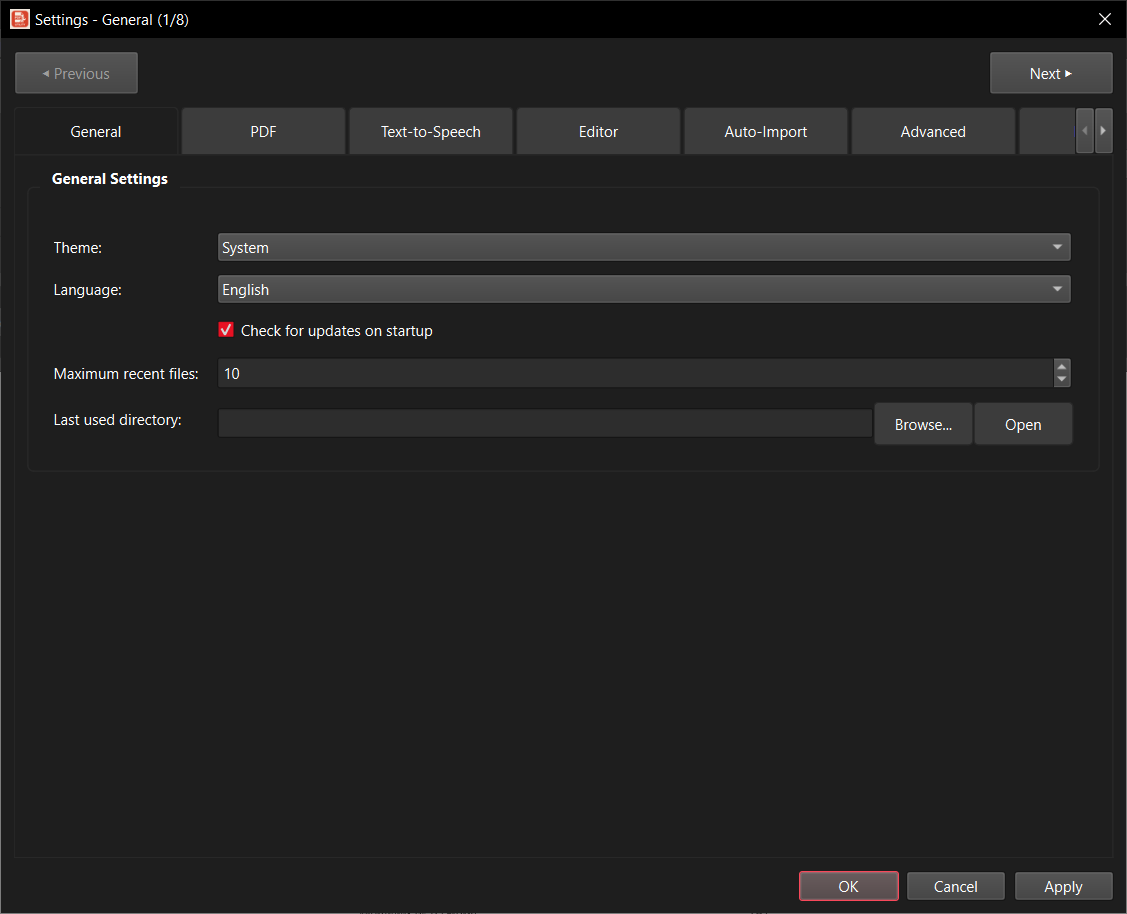 Settings - General (1/8)
Previous
Next
General
PDF
Text-to-Speech
Editor
Auto-Import
Advanced
General Settings
Theme:
System
Language:
English
Check for updates on startup
Maximum recent files:
10
Last used directory:
Browse...
Open
OK
Cancel
Apply